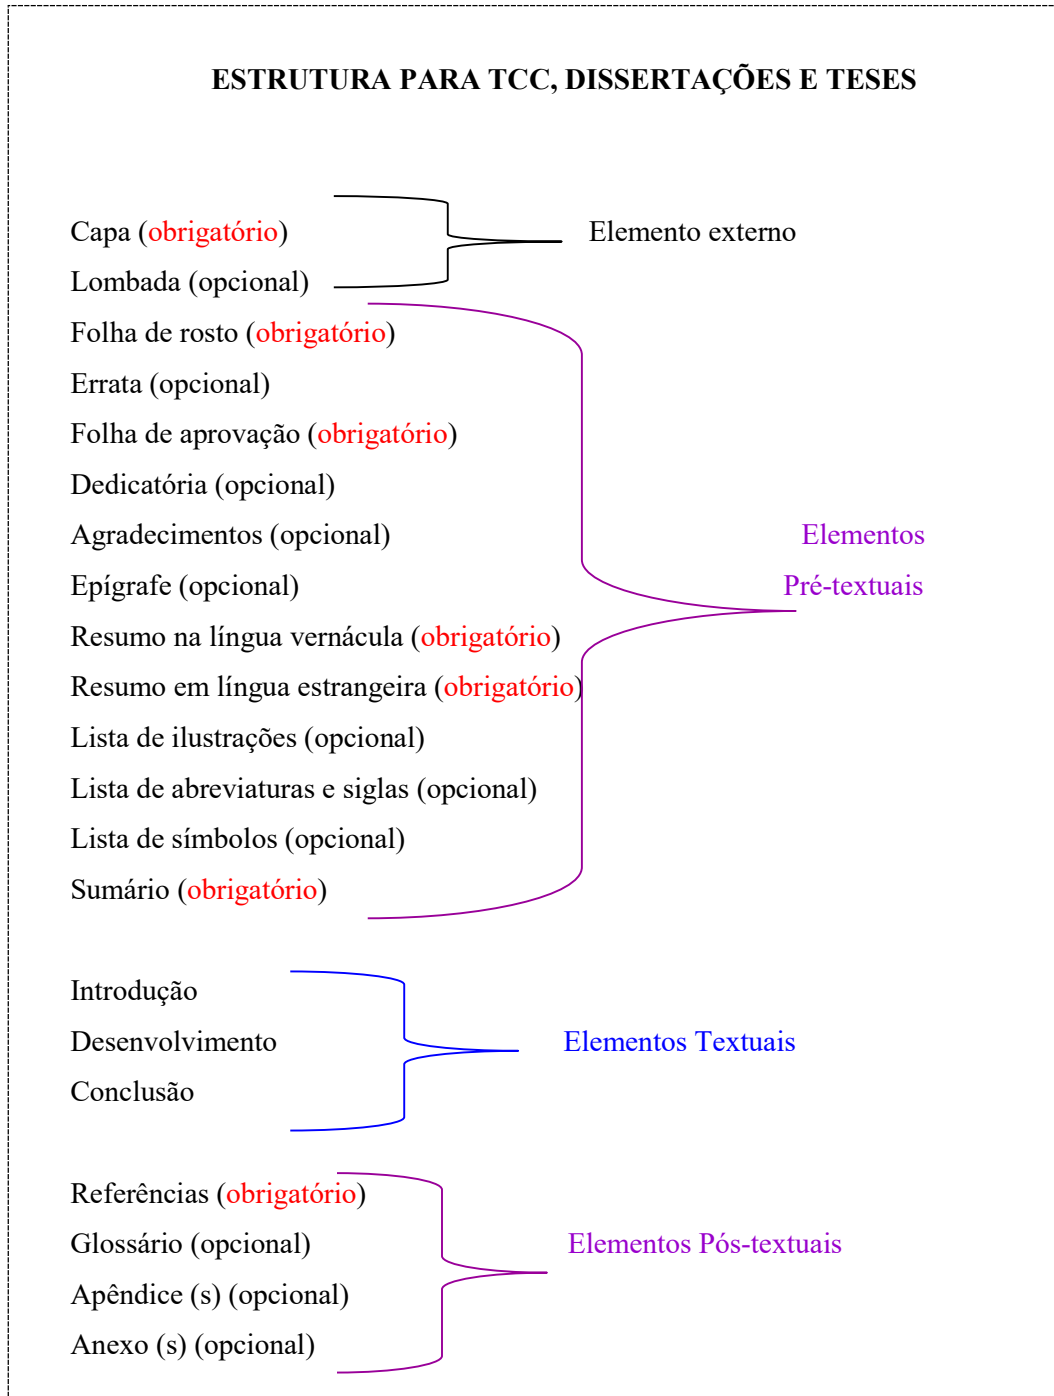 ESTRUTURA PARA TCC, DISSERTAÇÕES E TESES
Capa (obrigatório) Elemento externo
Lombada (opcional)
Folha de rosto (obrigatório)
Errata (opcional)
Folha de aprovação (obrigatório)
Dedicatória (opcional)
Agradecimentos (opcional) Elementos
Epígrafe (opcional) Pré-textuais
Resumo na língua vernácula (obrigatório)
Resumo em língua estrangeira (obrigatório)
Lista de ilustrações (opcional)
Lista de abreviaturas e siglas (opcional)
Lista de símbolos (opcional)
Sumário (obrigatório)
Introdução
Desenvolvimento Elementos Textuais
Conclusão
Referências (obrigatório)
Glossário (opcional) Elementos Pós-textuais
Apêndice (s) (opcional)
Anexo (s) (opcional)